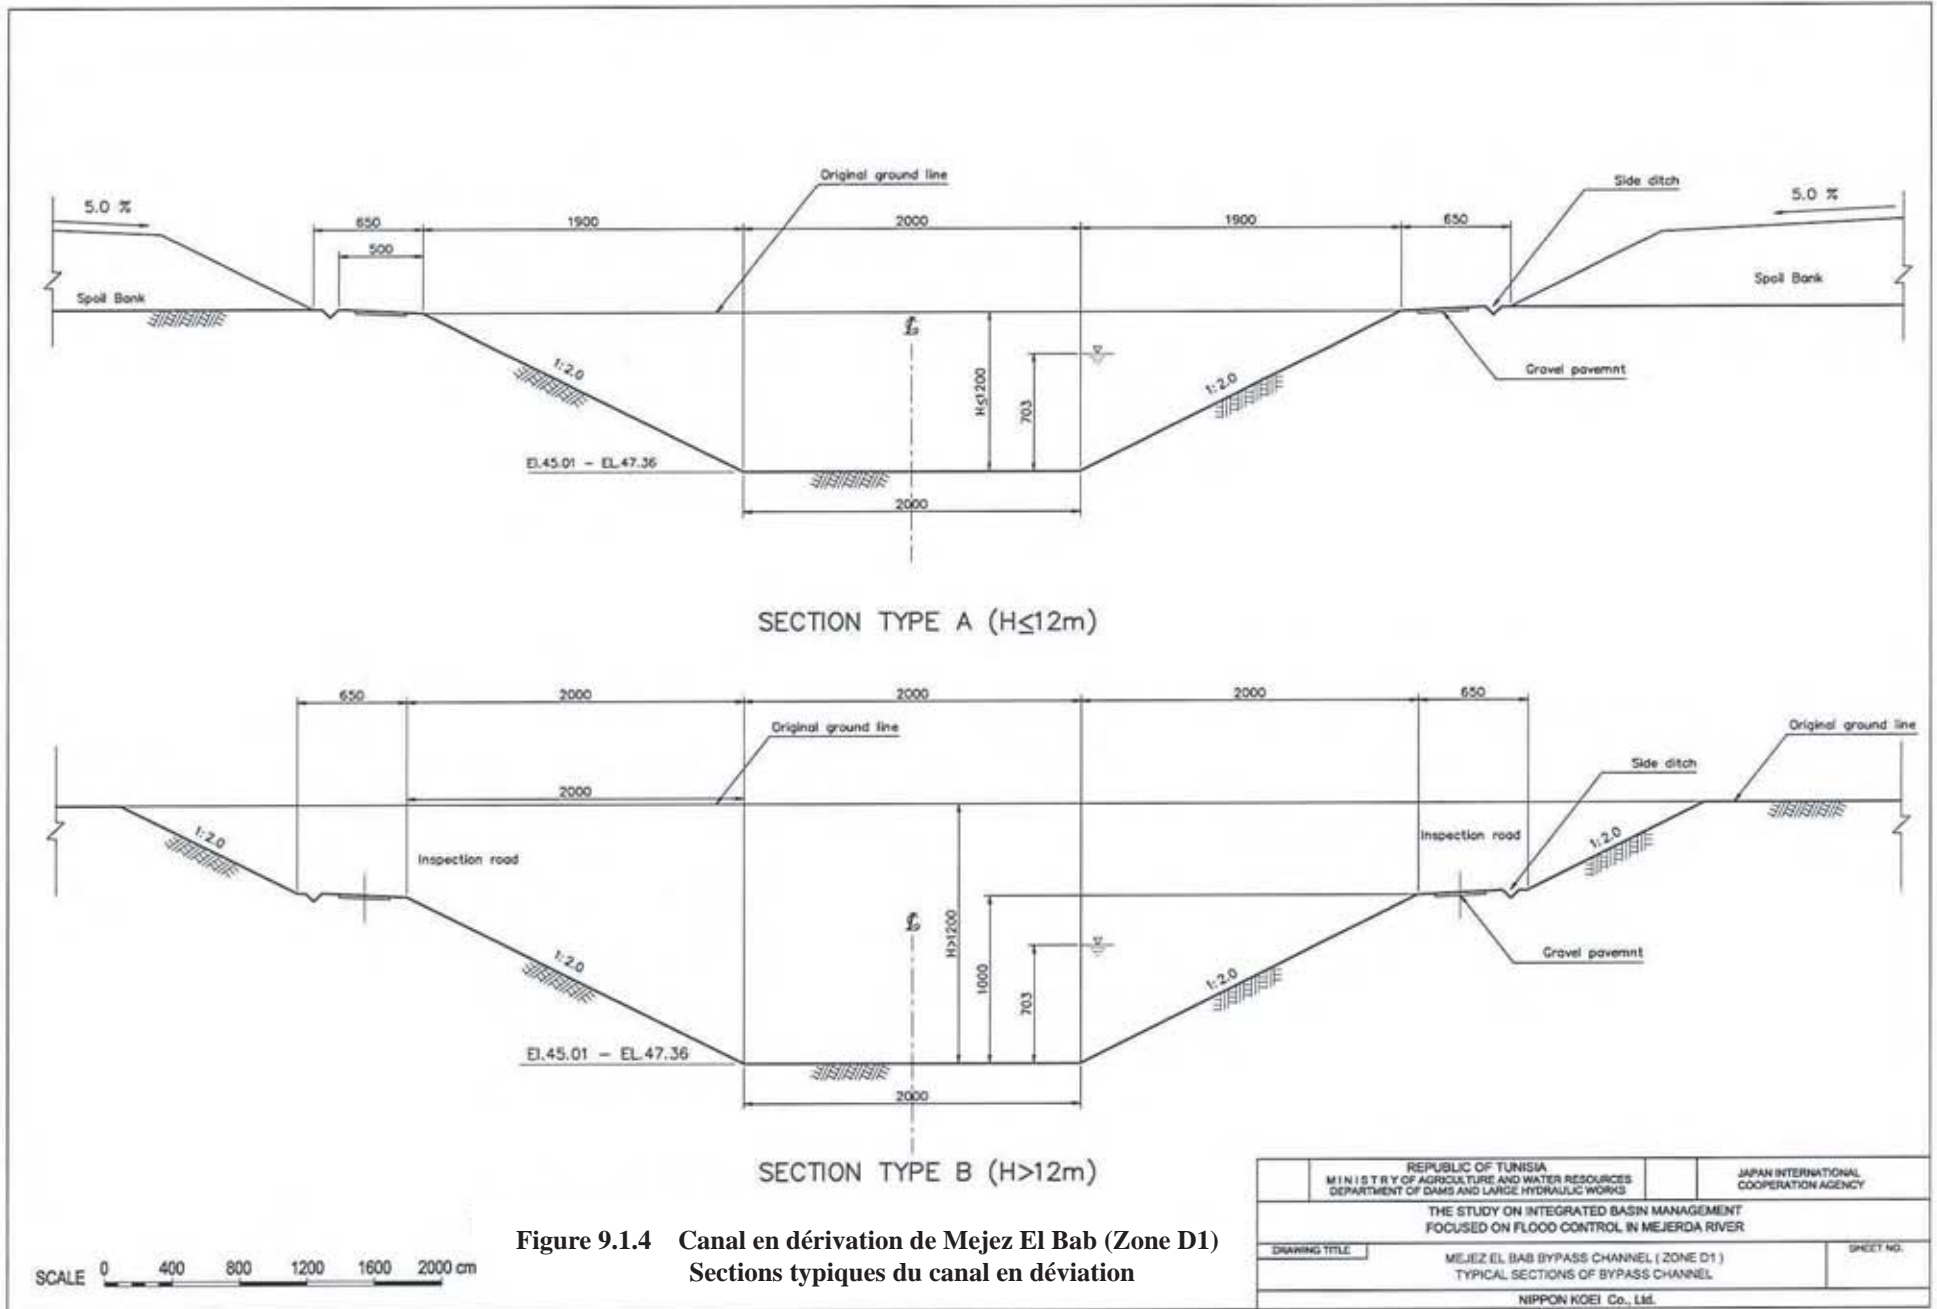 5.0 %
Spoil Bank
650
500
1900
Original ground line
2000
1900
Side ditch
650
5.0 %
Spoil Bank
℄
1:2.0
H≤1200
703
1:2.0
Gravel pavemnt
El.45.01 - EL.47.36
2000
SECTION TYPE A (H≤12m)
650
2000
2000
2000
650
Original ground line
Original ground line
2000
Side ditch
1:2.0
Inspection road
Inspection road
1:2.0
℄
H>1200
1000
703
1:2.0
1:2.0
Gravel pavemnt
El.45.01 - EL.47.36
2000
SECTION TYPE B (H>12m)
Figure 9.1.4 Canal en dérivation de Mejez El Bab (Zone D1)
Sections typiques du canal en déviation
SCALE 0 400 800 1200 1600 2000 cm
REPUBLIC OF TUNISIA
MINISTRY OF AGRICULTURE AND WATER RESOURCES
DEPARTMENT OF DAMS AND LARGE HYDRAULIC WORKS
JAPAN INTERNATIONAL
COOPERATION AGENCY
THE STUDY ON INTEGRATED BASIN MANAGEMENT
FOCUSED ON FLOOD CONTROL IN MEJERDA RIVER
DRAWING TITLE
MEJEZ EL BAB BYPASS CHANNEL ( ZONE D1 )
TYPICAL SECTIONS OF BYPASS CHANNEL
SHEET NO.
NIPPON KOEI Co., Ltd.